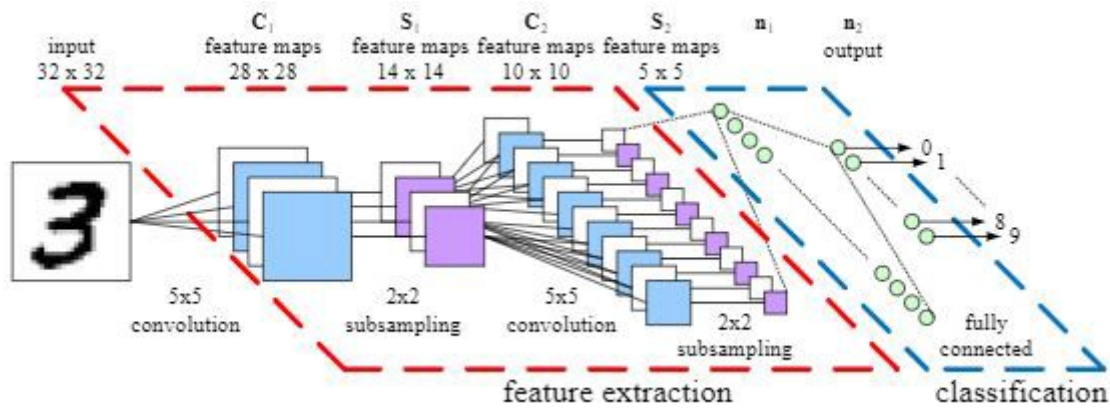 C₁ S₁ C₂ S₂ n₁ n₂
input feature maps feature maps feature maps feature maps output
32 x 32 28 x 28 14 x 14 10 x 10 5 x 5
3
0
1
8
9
5x5 2x2 5x5 2x2 fully
convolution subsampling convolution subsampling connected
feature extraction classification